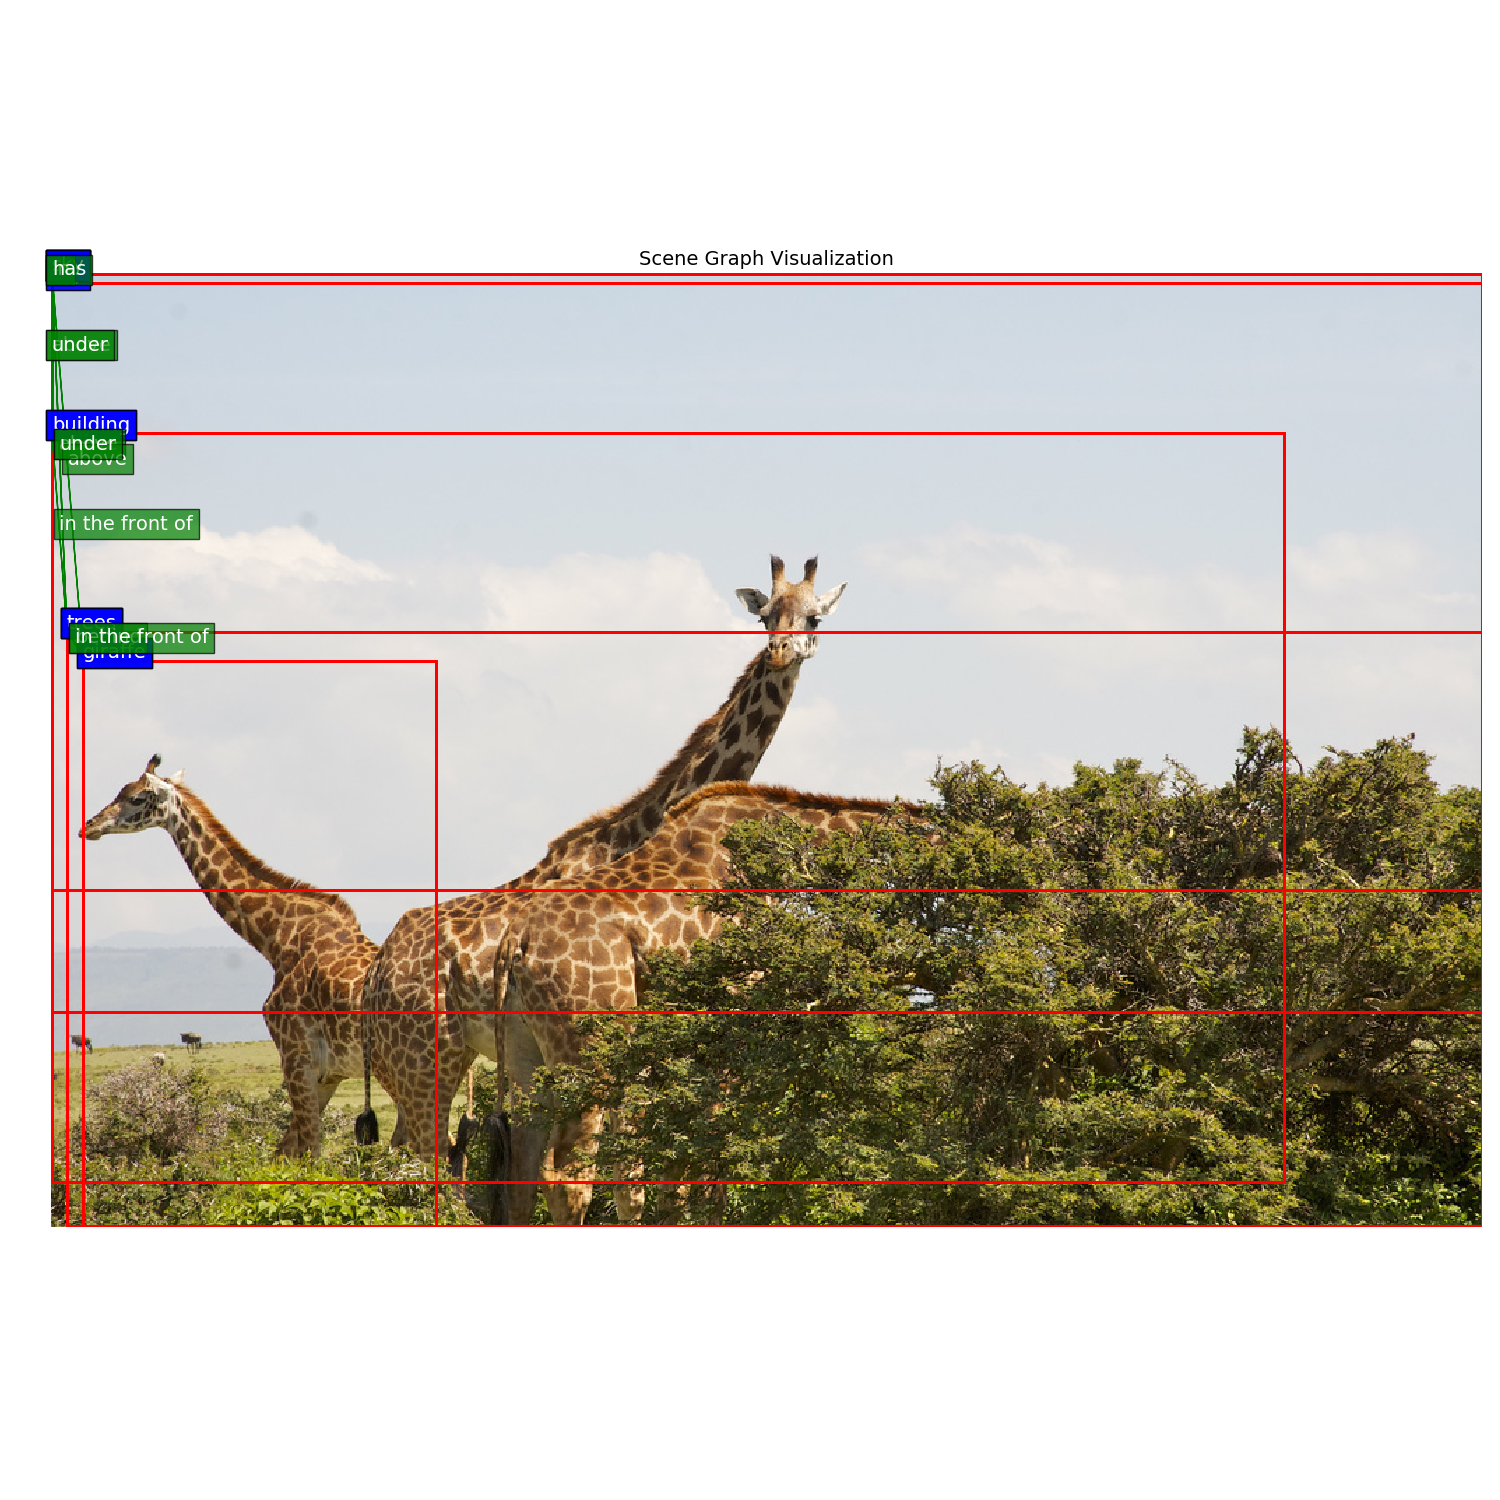 Scene Graph Visualization
has
under
building
under
above
in the front of
trees
in the front of
giraffe